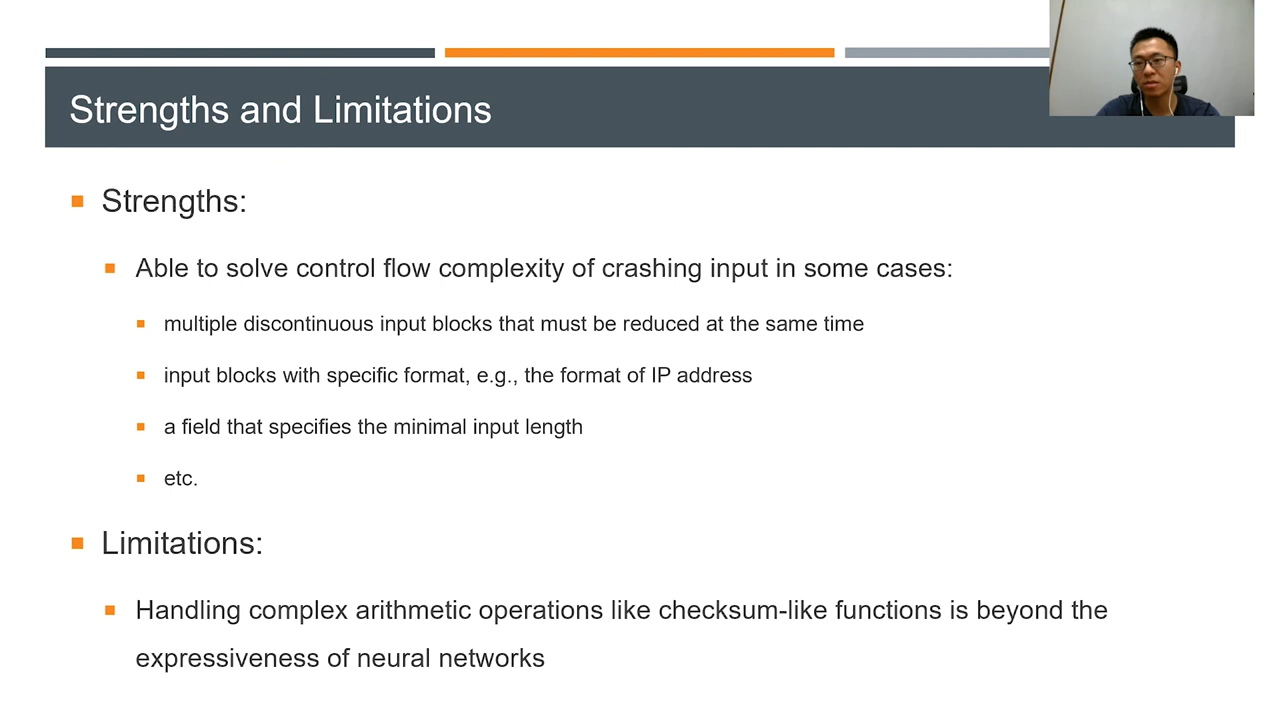 Strengths and Limitations
Strengths:
Able to solve control flow complexity of crashing input in some cases:
multiple discontinuous input blocks that must be reduced at the same time
input blocks with specific format, e.g., the format of IP address
a field that specifies the minimal input length
etc.
Limitations:
Handling complex arithmetic operations like checksum-like functions is beyond the
expressiveness of neural networks